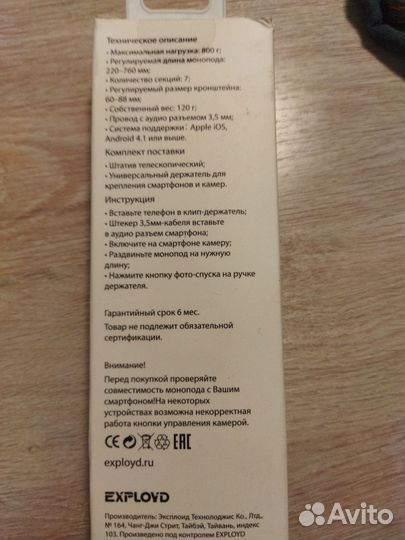 Техническое описание
• Максимальная нагрузка: 800 г;
• Регулируемая длина монопода:
220–760 мм;
• Количество секций: 7;
• Регулируемый размер кронштейна:
60–88 мм;
• Собственный вес: 120 г;
• Провод с аудио разъемом 3,5 мм;
• Система поддержки: Apple iOS,
Android 4.1 или выше.
Комплект поставки
• Штатив телескопический;
• Универсальный держатель для
крепления смартфонов и камер.
Инструкция
• Вставьте телефон в клип-держатель;
• Штекер 3,5мм-кабеля вставьте
в аудио разъем смартфона;
• Включите на смартфоне камеру;
• Раздвиньте монопод на нужную
длину;
• Нажмите кнопку фото-спуска на ручке
держателя.
Гарантийный срок 6 мес.
Товар не подлежит обязательной
сертификации.
Внимание!
Перед покупкой проверяйте
совместимость монопода с Вашим
смартфоном!На некоторых
устройствах возможна некорректная
работа кнопки управления камерой.
CE EAC
exployd.ru
EXPLOYD
Производитель: Эксплоид Технолоджис Ко., Лтд.,
№ 164, Чанг-Джи Стрит, Тайбэй, Тайвань, индекс
103. Произведено под контролем EXPLOYD
Avito